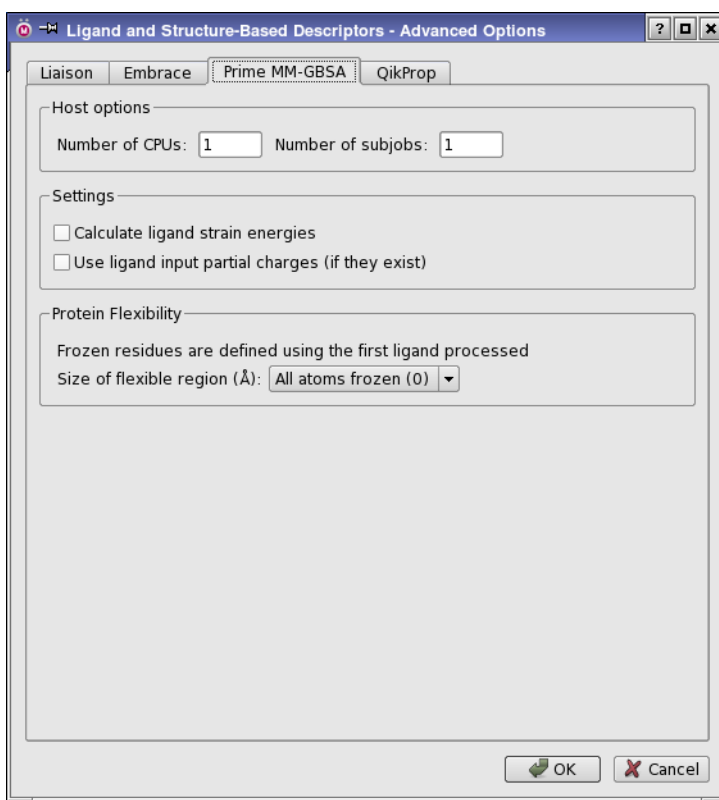 Ligand and Structure-Based Descriptors - Advanced Options
Liaison Embrace Prime MM-GBSA QikProp
Host options
Number of CPUs: 1 Number of subjobs: 1
Settings
Calculate ligand strain energies
Use ligand input partial charges (if they exist)
Protein Flexibility
Frozen residues are defined using the first ligand processed
Size of flexible region (Å): All atoms frozen (0)
OK Cancel